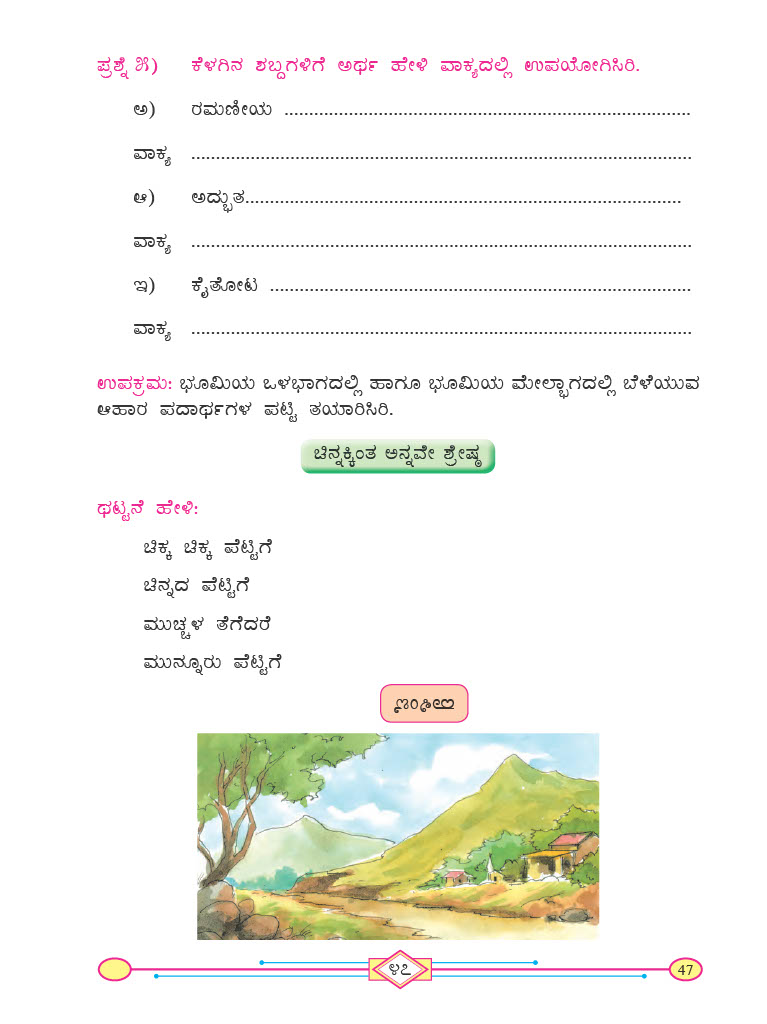 ಪ್ರಶ್ನೆ ೫) ಕೆಳಗಿನ ಶಬ್ದಗಳಿಗೆ ಅರ್ಥ ಹೇಳಿ ವಾಕ್ಯದಲ್ಲಿ ಉಪಯೋಗಿಸಿರಿ.
ಅ) ರಮಣೀಯ .................................................................................
ವಾಕ್ಯ ....................................................................................................
ಆ) ಅದ್ಭುತ.......................................................................................
ವಾಕ್ಯ ....................................................................................................
ಇ) ಕೈತೋಟ ....................................................................................
ವಾಕ್ಯ ....................................................................................................
ಉಪಕ್ರಮ: ಭೂಮಿಯ ಒಳಭಾಗದಲ್ಲಿ ಹಾಗೂ ಭೂಮಿಯ ಮೇಲ್ಭಾಗದಲ್ಲಿ ಬೆಳೆಯುವ
ಆಹಾರ ಪದಾರ್ಥಗಳ ಪಟ್ಟಿ ತಯಾರಿಸಿರಿ.
ಚಿನ್ನಕ್ಕಿಂತ ಅನ್ನವೇ ಶ್ರೇಷ್ಠ
ಥಟ್ಟನೆ ಹೇಳಿ:
ಚಿಕ್ಕ ಚಿಕ್ಕ ಪೆಟ್ಟಿಗೆ
ಚಿನ್ನದ ಪೆಟ್ಟಿಗೆ
ಮುಚ್ಚಳ ತೆಗೆದರೆ
ಮುನ್ನೂರು ಪೆಟ್ಟಿಗೆ
೪೭
47